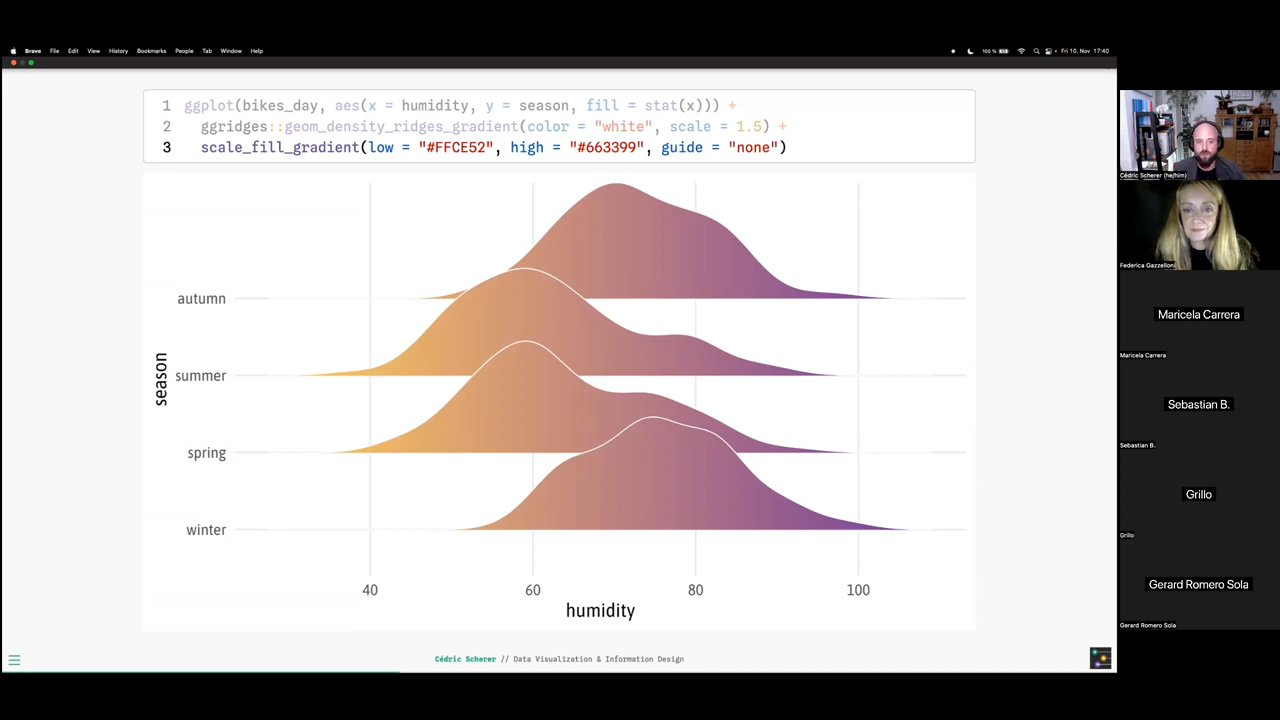 Brave File Edit View History Bookmarks People Tab Window Help
100 % Fri 10. Nov 17:40
1 ggplot(bikes_day, aes(x = humidity, y = season, fill = stat(x))) +
2 ggridges::geom_density_ridges_gradient(color = "white", scale = 1.5) +
3 scale_fill_gradient(low = "#FFCE52", high = "#663399", guide = "none")
autumn
summer
spring
winter
season
40 60 80 100
humidity
Cédric Scherer // Data Visualization & Information Design
Cédric Scherer (he/him)
Federica Gazzelloni
Maricela Carrera
Maricela Carrera
Sebastian B.
Sebastian B.
Grillo
Grillo
Gerard Romero Sola
Gerard Romero Sola